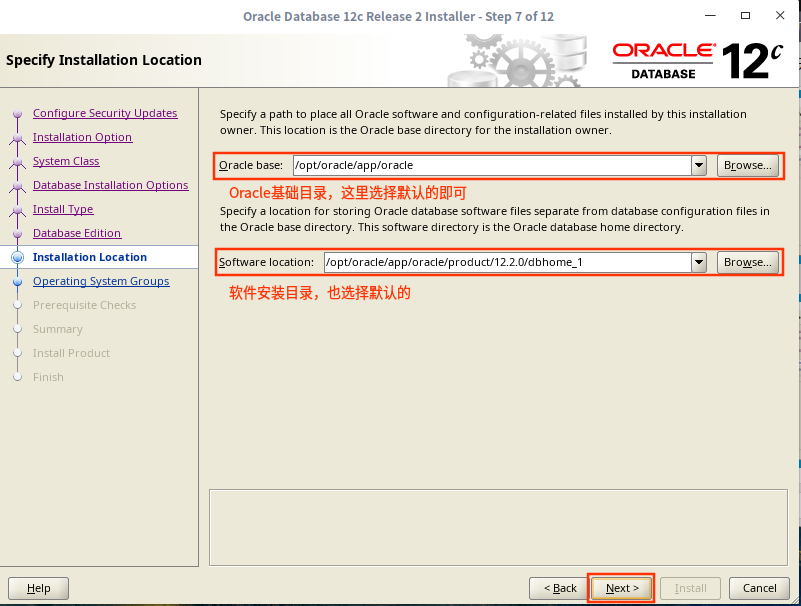 Oracle Database 12c Release 2 Installer - Step 7 of 12
Specify Installation Location
ORACLE
DATABASE
12c
Configure Security Updates
Installation Option
System Class
Database Installation Options
Install Type
Database Edition
Installation Location
Operating System Groups
Prerequisite Checks
Summary
Install Product
Finish
Specify a path to place all Oracle software and configuration-related files installed by this installation
owner. This location is the Oracle base directory for the installation owner.
Oracle base: /opt/oracle/app/oracle Browse...
Oracle基础目录，这里选择默认的即可
Specify a location for storing Oracle database software files separate from database configuration files in
the Oracle base directory. This software directory is the Oracle database home directory.
Software location: /opt/oracle/app/oracle/product/12.2.0/dbhome_1 Browse...
软件安装目录，也选择默认的
Help < Back Next > Install Cancel